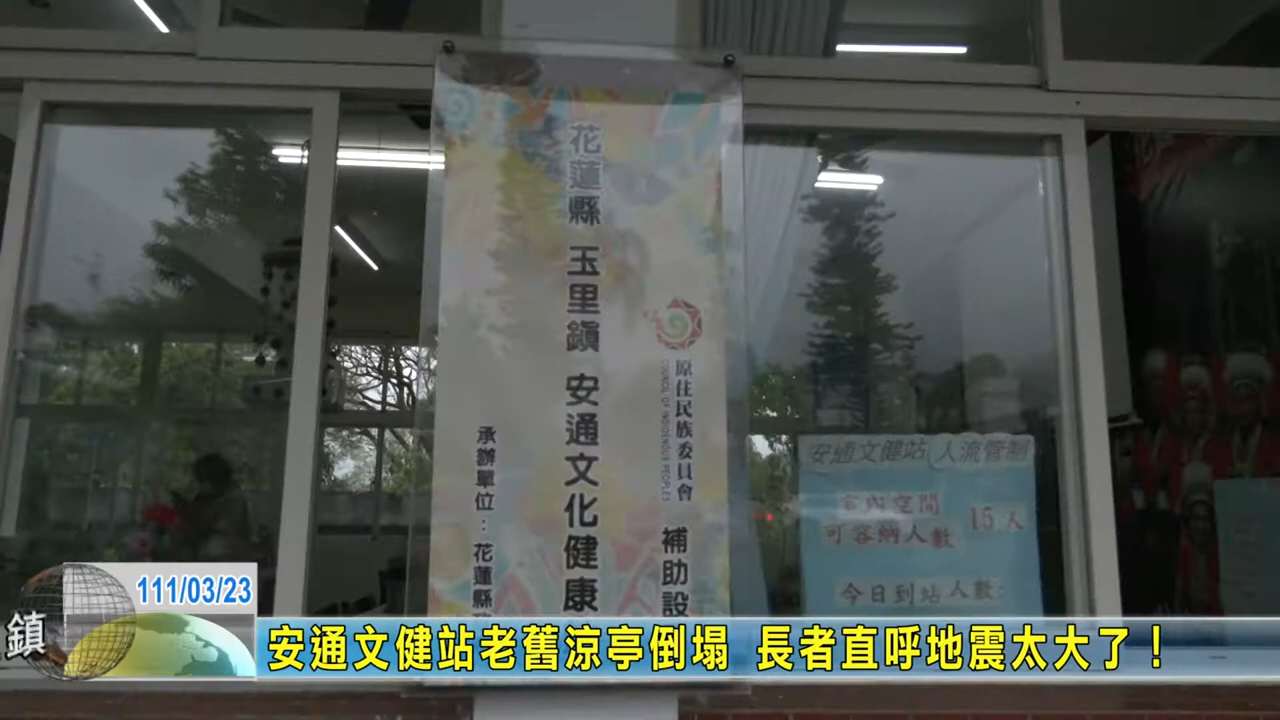 原住民族委員會
COUNCIL OF INDIGENOUS PEOPLES
補助設
花蓮縣 玉里鎮 安通文化健康
承辦單位：花蓮縣
安通文健站 人流管制
室內空間
可容納人數
15人
今日到站人數：
111/03/23
鎮
安通文健站老舊涼亭倒塌 長者直呼地震太大了！